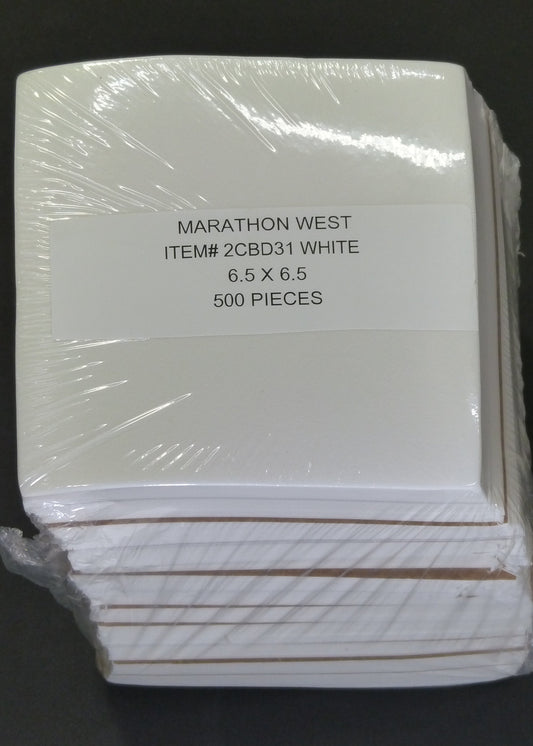 MARATHON WEST
ITEM# 2CBD31 WHITE
6.5 X 6.5
500 PIECES